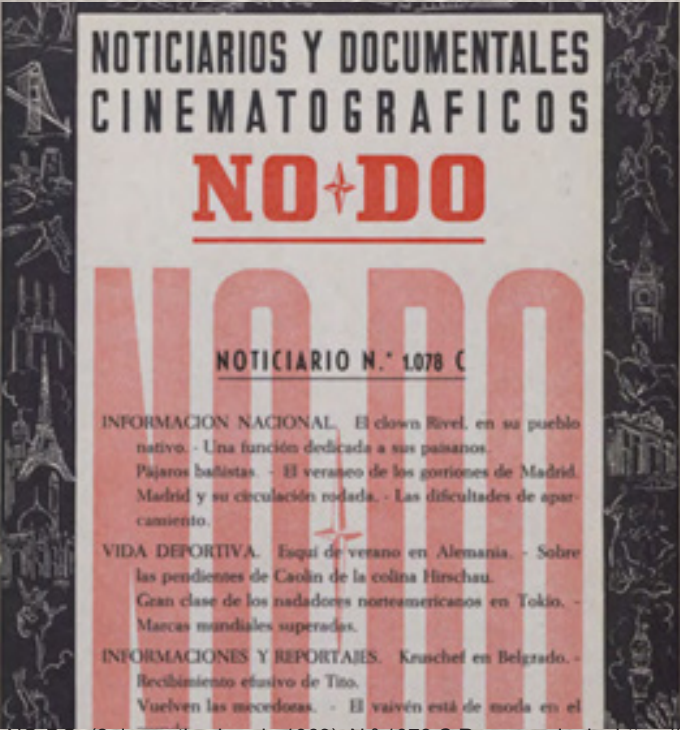 NOTICIARIOS Y DOCUMENTALES
CINEMATOGRAFICOS
NO DO
NO DO
NOTICIARIO N.° 1.078 C
INFORMACION NACIONAL. El clown Rivel, en su pueblo
nativo. - Una función dedicada a sus paisanos.
Pájaros bañistas. - El veraneo de los gorriones de Madrid.
Madrid y su circulación rodada. - Las dificultades de apar-
camiento.
VIDA DEPORTIVA. Esquí de verano en Alemania. - Sobre
las pendientes de Caolín de la colina Hirschau.
Gran clase de los nadadores norteamericanos en Tokio. -
Marcas mundiales superadas.
INFORMACIONES Y REPORTAJES. Kruschef en Belgrado. -
Recibimiento efusivo de Tito.
Vuelven las mecedoras. - El vaivén está de moda en el